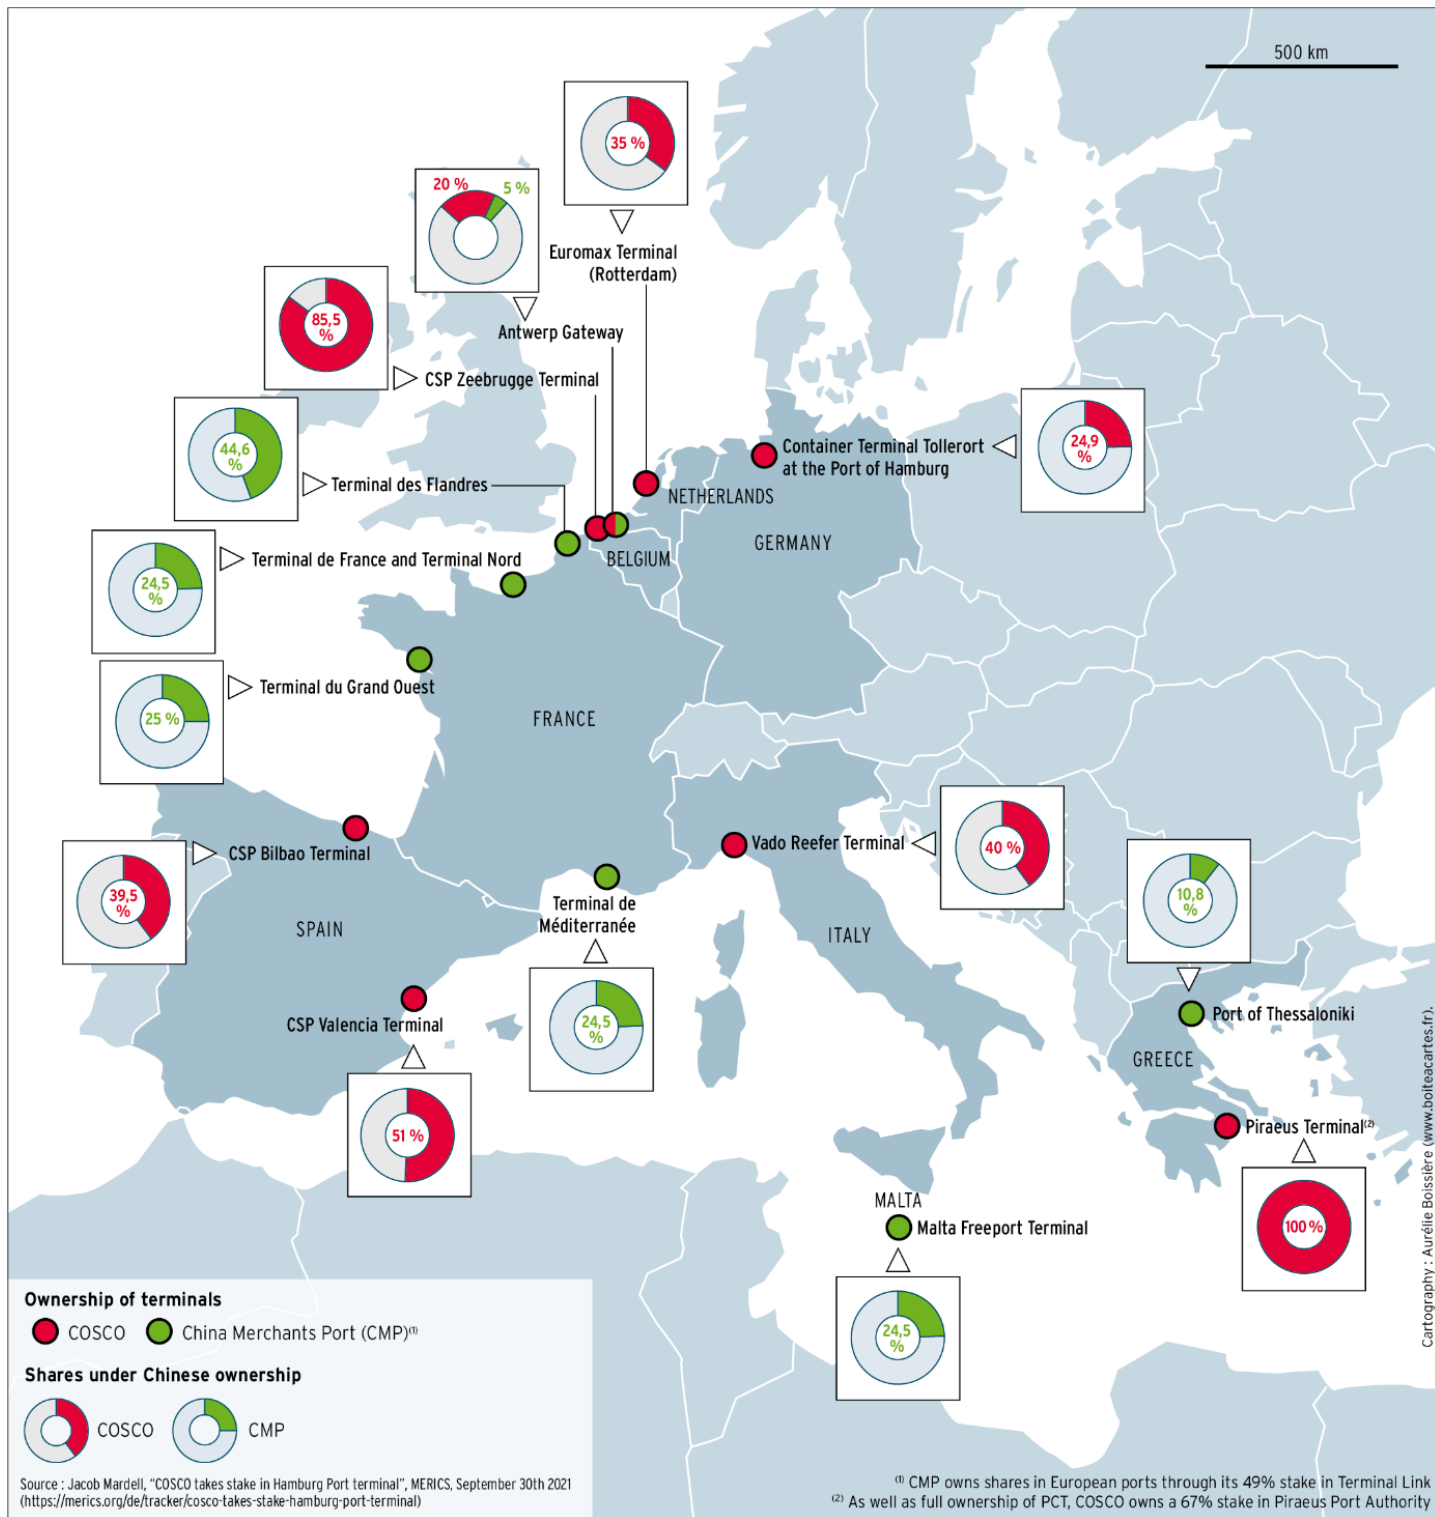 500 km
35 %
Euromax Terminal
(Rotterdam)
20 %
5 %
Antwerp Gateway
85,5
%
CSP Zeebrugge Terminal
44,6
%
Terminal des Flandres
24,9
%
Container Terminal Tollerort
at the Port of Hamburg
NETHERLANDS
GERMANY
BELGIUM
24,5
%
Terminal de France and Terminal Nord
25 %
Terminal du Grand Ouest
FRANCE
39,5
%
CSP Bilbao Terminal
Vado Reefer Terminal
40 %
10,8
%
Terminal de
Méditerranée
SPAIN
ITALY
24,5
%
CSP Valencia Terminal
51 %
Port of Thessaloniki
GREECE
Piraeus Terminal(2)
100 %
MALTA
Malta Freeport Terminal
24,5
%
Ownership of terminals
COSCO
China Merchants Port (CMP)(1)
Shares under Chinese ownership
COSCO
CMP
Source : Jacob Mardell, “COSCO takes stake in Hamburg Port terminal”, MERICS, September 30th 2021
(https://merics.org/de/tracker/cosco-takes-stake-hamburg-port-terminal)
(1) CMP owns shares in European ports through its 49% stake in Terminal Link
(2) As well as full ownership of PCT, COSCO owns a 67% stake in Piraeus Port Authority
Cartography : Aurélie Boissière (www.boiteacartes.fr).